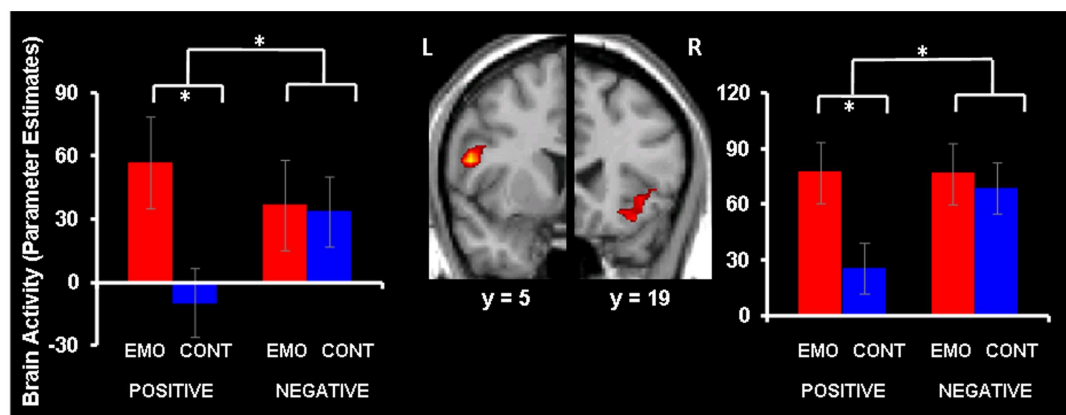 Brain Activity (Parameter Estimates)
*
*
90
60
30
0
-30
EMO CONT EMO CONT
POSITIVE NEGATIVE
L R
y = 5 y = 19
*
*
120
90
60
30
0
EMO CONT EMO CONT
POSITIVE NEGATIVE